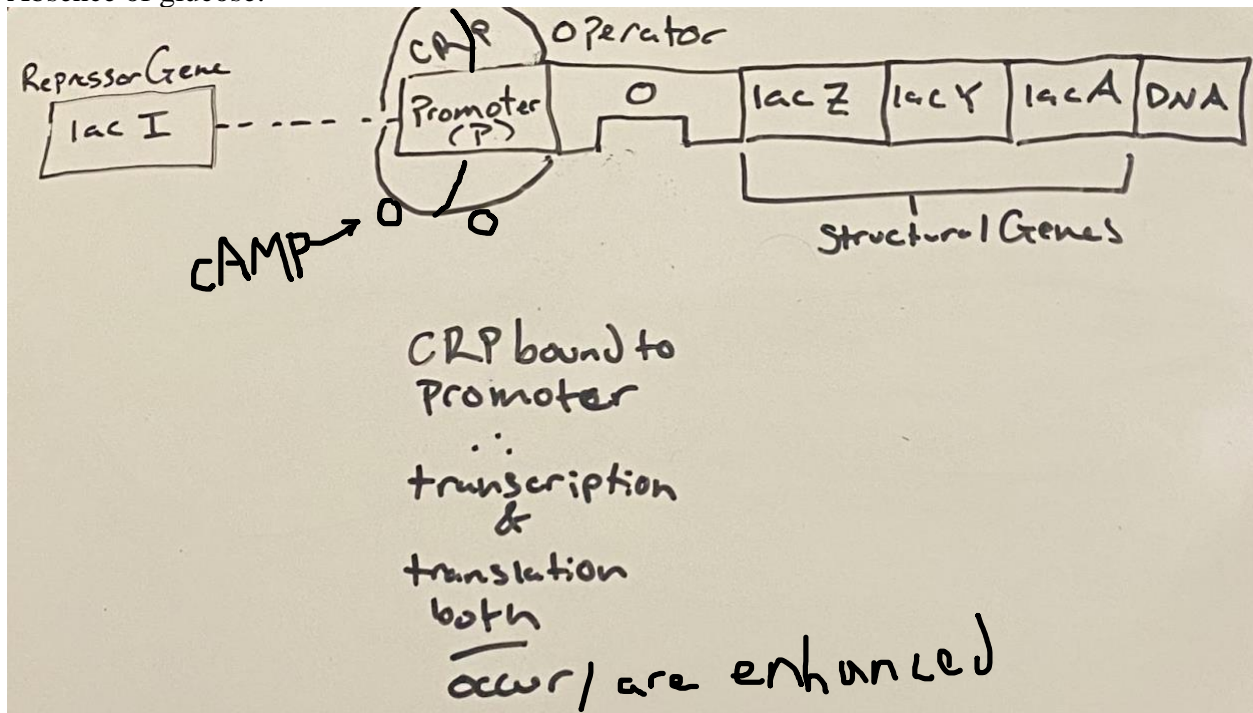 Absence of glucose.
CRP
Operator
Repressor Gene
lac I
Promoter
(P)
O
lac Z
lac Y
lac A
DNA
cAMP
Structural Genes
CRP bound to
Promoter
∴
transcription
&
translation
both
occur/ are enhanced